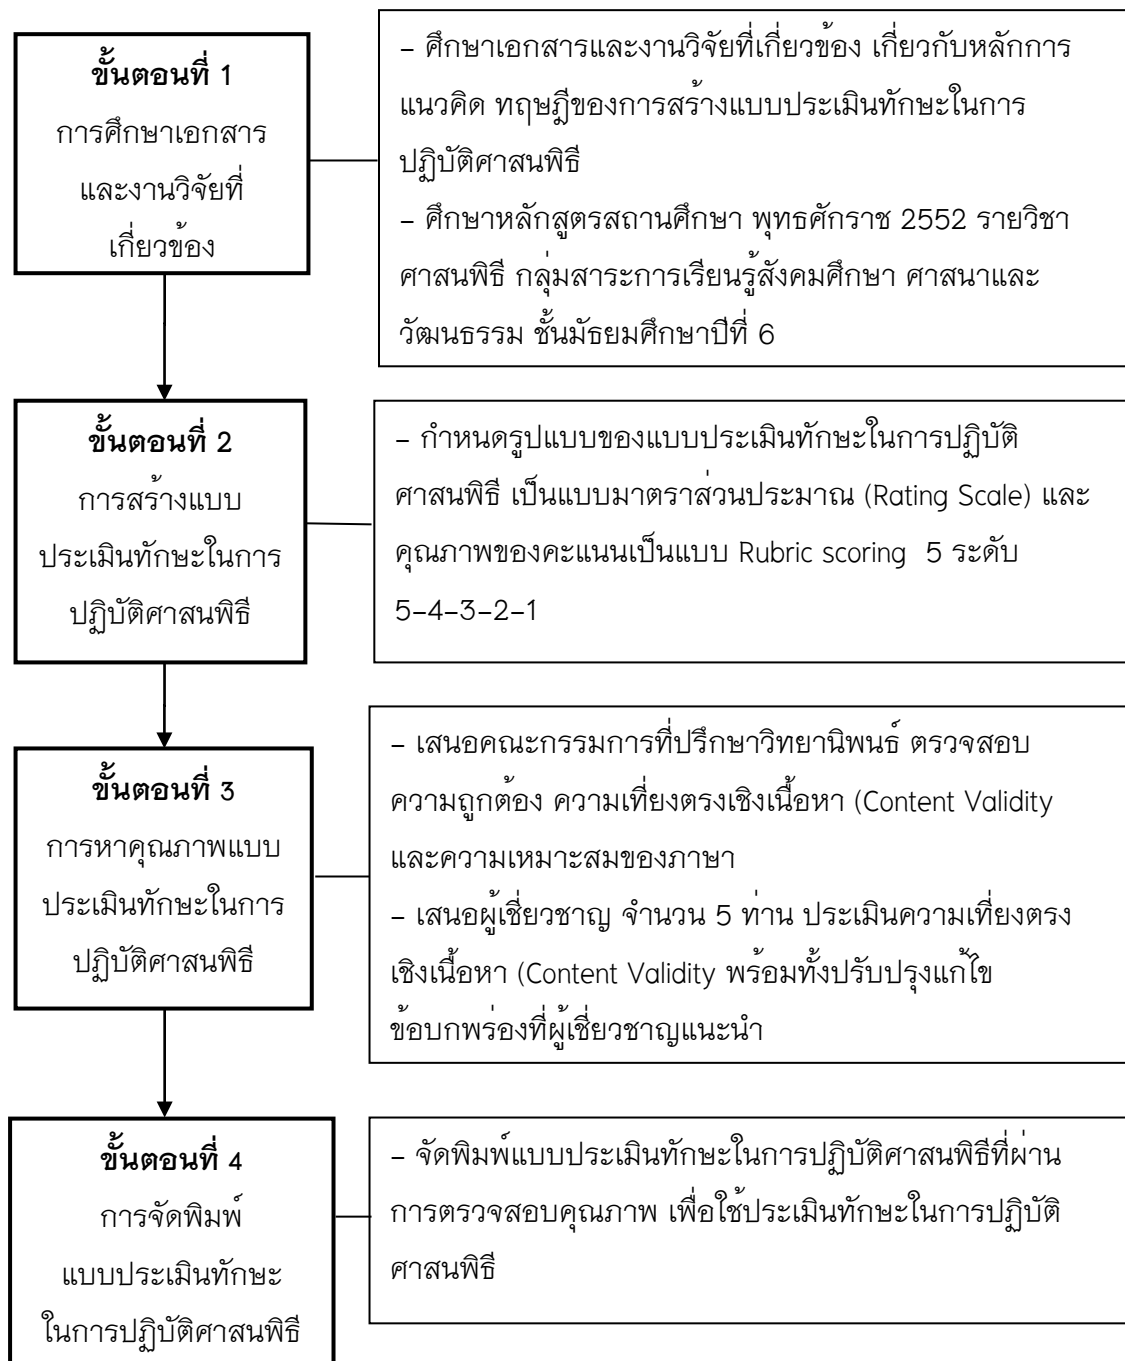 ขั้นตอนที่ 1
การศึกษาเอกสาร
และงานวิจัยที่
เกี่ยวข้อง
– ศึกษาเอกสารและงานวิจัยที่เกี่ยวข้อง เกี่ยวกับหลักการ
แนวคิด ทฤษฎีของการสร้างแบบประเมินทักษะในการ
ปฏิบัติศาสนพิธี
– ศึกษาหลักสูตรสถานศึกษา พุทธศักราช 2552 รายวิชา
ศาสนพิธี กลุ่มสาระการเรียนรู้สังคมศึกษา ศาสนาและ
วัฒนธรรม ชั้นมัธยมศึกษาปีที่ 6
ขั้นตอนที่ 2
การสร้างแบบ
ประเมินทักษะในการ
ปฏิบัติศาสนพิธี
– กำหนดรูปแบบของแบบประเมินทักษะในการปฏิบัติ
ศาสนพิธี เป็นแบบมาตราส่วนประมาณ (Rating Scale) และ
คุณภาพของคะแนนเป็นแบบ Rubric scoring 5 ระดับ
5–4–3–2–1
ขั้นตอนที่ 3
การหาคุณภาพแบบ
ประเมินทักษะในการ
ปฏิบัติศาสนพิธี
– เสนอคณะกรรมการที่ปรึกษาวิทยานิพนธ์ ตรวจสอบ
ความถูกต้อง ความเที่ยงตรงเชิงเนื้อหา (Content Validity
และความเหมาะสมของภาษา
– เสนอผู้เชี่ยวชาญ จำนวน 5 ท่าน ประเมินความเที่ยงตรง
เชิงเนื้อหา (Content Validity พร้อมทั้งปรับปรุงแก้ไข
ข้อบกพร่องที่ผู้เชี่ยวชาญแนะนำ
ขั้นตอนที่ 4
การจัดพิมพ์
แบบประเมินทักษะ
ในการปฏิบัติศาสนพิธี
– จัดพิมพ์แบบประเมินทักษะในการปฏิบัติศาสนพิธีที่ผ่าน
การตรวจสอบคุณภาพ เพื่อใช้ประเมินทักษะในการปฏิบัติ
ศาสนพิธี